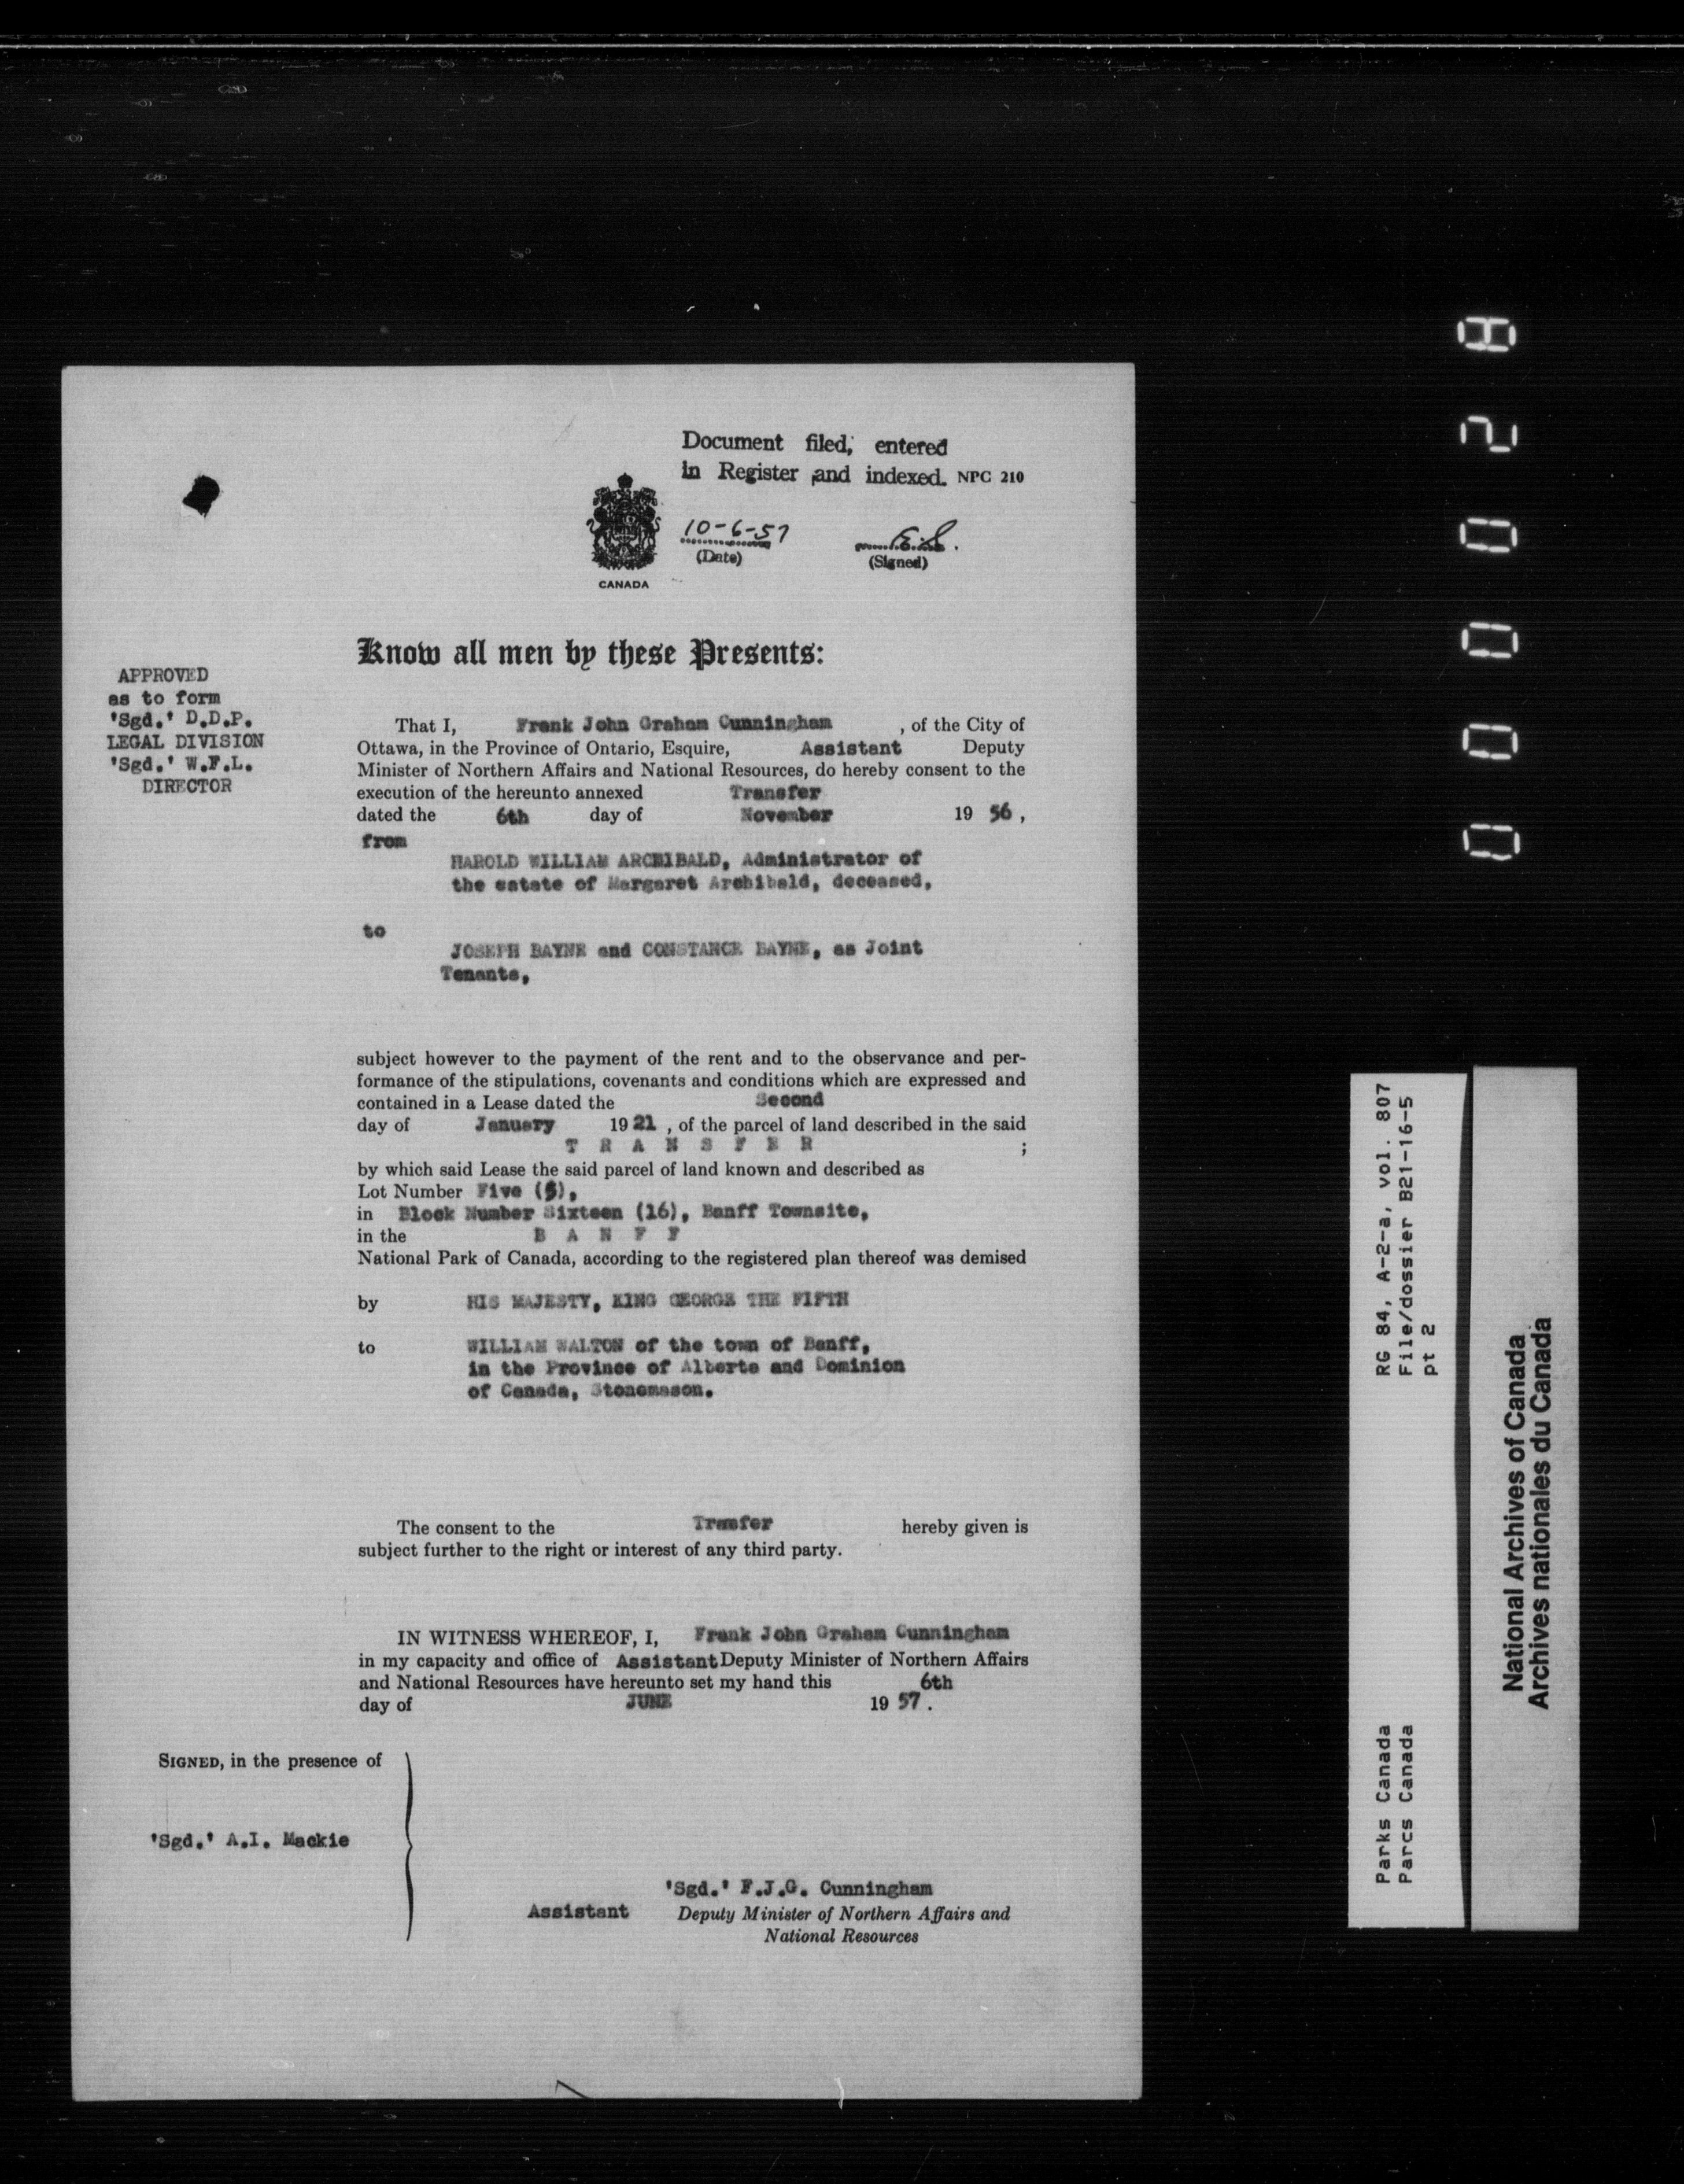 Document filed, entered
in Register and indexed. NPC 210
10-6-57
(Date)
(Signed)
CANADA
Know all men by these Presents:
APPROVED
as to form
'Sgd.' D.D.P.
LEGAL DIVISION
'Sgd.' W.F.L.
DIRECTOR
That I, Frank John Graham Cunningham , of the City of
Ottawa, in the Province of Ontario, Esquire, Assistant Deputy
Minister of Northern Affairs and National Resources, do hereby consent to the
execution of the hereunto annexed Transfer
dated the 6th day of November 19 56 ,
from
HAROLD WILLIAM ARCHIBALD, Administrator of
the estate of Margaret Archibald, deceased,
to
JOSEPH BAYNE and CONSTANCE BAYNE, as Joint
Tenants,
subject however to the payment of the rent and to the observance and per-
formance of the stipulations, covenants and conditions which are expressed and
contained in a Lease dated the Second
day of January 19 21 , of the parcel of land described in the said
T R A N S F E R ;
by which said Lease the said parcel of land known and described as
Lot Number Five (5),
in Block Number Sixteen (16), Banff Townsite,
in the B A N F F
National Park of Canada, according to the registered plan thereof was demised
by HIS MAJESTY, KING GEORGE THE FIFTH
to WILLIAM WALTON of the town of Banff,
in the Province of Alberta and Dominion
of Canada, Stonemason.
The consent to the Transfer hereby given is
subject further to the right or interest of any third party.
IN WITNESS WHEREOF, I, Frank John Graham Cunningham
in my capacity and office of Assistant Deputy Minister of Northern Affairs
and National Resources have hereunto set my hand this 6th
day of JUNE 19 57 .
SIGNED, in the presence of
'Sgd.' A.I. Mackie
'Sgd.' F.J.G. Cunningham
Assistant Deputy Minister of Northern Affairs and
National Resources
000028
RG 84, A-2-a, vol. 807
File/dossier B21-16-5
pt 2
Parks Canada
Parcs Canada
National Archives of Canada
Archives nationales du Canada